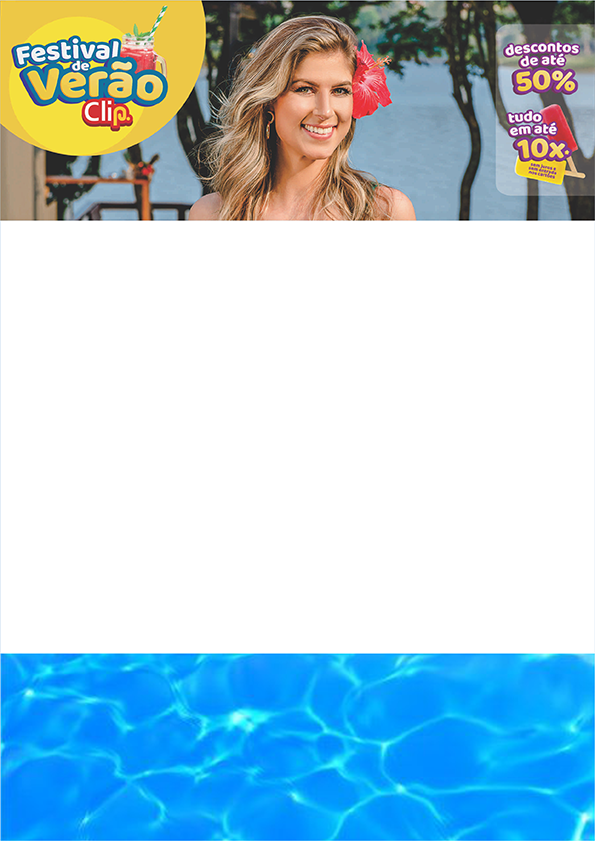 Festival
de
Verão
Clip.
descontos
de até
50%
tudo
em até
10x.
sem juros e
sem entrada
nos cartões